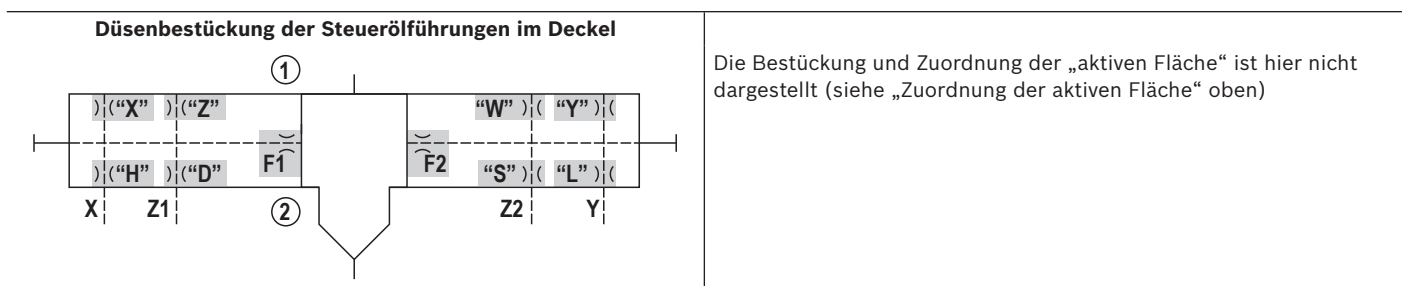 Düsenbestückung der Steuerölführungen im Deckel
①
“X” “Z” “W” “Y”
F1 F2
“H” “D” “S” “L”
X Z1 ② Z2 Y
Die Bestückung und Zuordnung der „aktiven Fläche“ ist hier nicht
dargestellt (siehe „Zuordnung der aktiven Fläche“ oben)